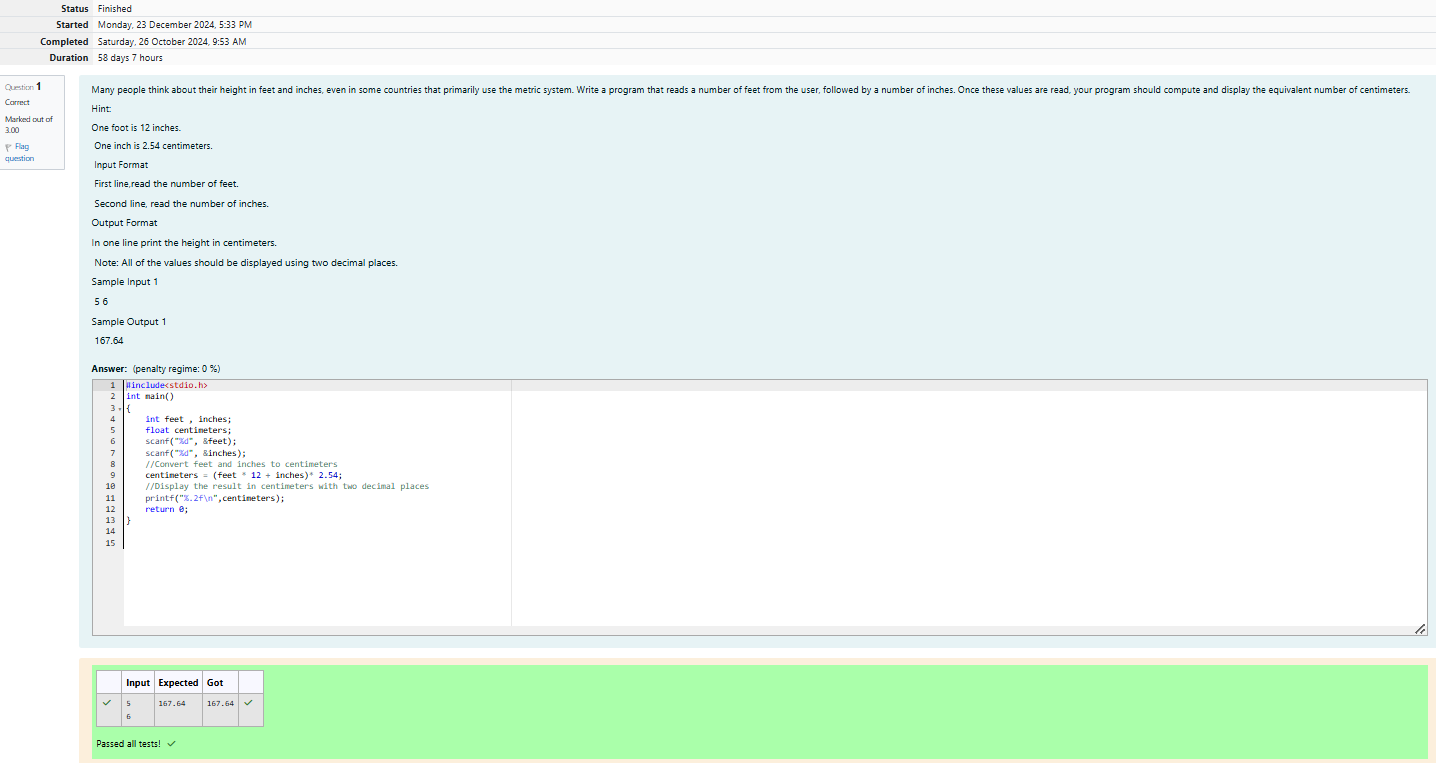 Status Finished
Started Monday, 23 December 2024, 5:33 PM
Completed Saturday, 26 October 2024, 9:53 AM
Duration 58 days 7 hours
Question 1
Correct
Marked out of
3.00
Flag
question
Many people think about their height in feet and inches, even in some countries that primarily use the metric system. Write a program that reads a number of feet from the user, followed by a number of inches. Once these values are read, your program should compute and display the equivalent number of centimeters.
Hint:
One foot is 12 inches.
One inch is 2.54 centimeters.
Input Format
First line,read the number of feet.
Second line, read the number of inches.
Output Format
In one line print the height in centimeters.
Note: All of the values should be displayed using two decimal places.
Sample Input 1
5 6
Sample Output 1
167.64
Answer: (penalty regime: 0 %)
1 #include<stdio.h>
2 int main()
3 {
4 int feet , inches;
5 float centimeters;
6 scanf("%d", &feet);
7 scanf("%d", &inches);
8 //Convert feet and inches to centimeters
9 centimeters = (feet * 12 + inches)* 2.54;
10 //Display the result in centimeters with two decimal places
11 printf("%.2f\n",centimeters);
12 return 0;
13 }
14
15
Input Expected Got
5 167.64 167.64
6
Passed all tests!